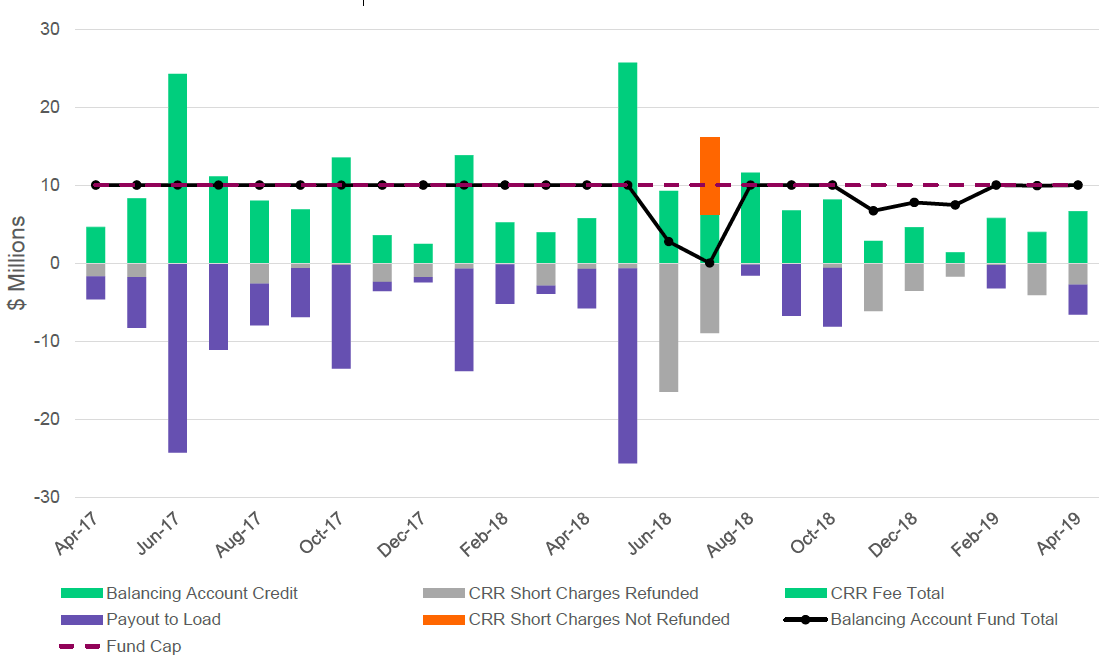 30
20
10
0
-10
-20
-30
$ Millions
Apr-17 Jun-17 Aug-17 Oct-17 Dec-17 Feb-18 Apr-18 Jun-18 Aug-18 Oct-18 Dec-18 Feb-19 Apr-19
Balancing Account Credit CRR Short Charges Refunded CRR Fee Total
Payout to Load CRR Short Charges Not Refunded Balancing Account Fund Total
Fund Cap